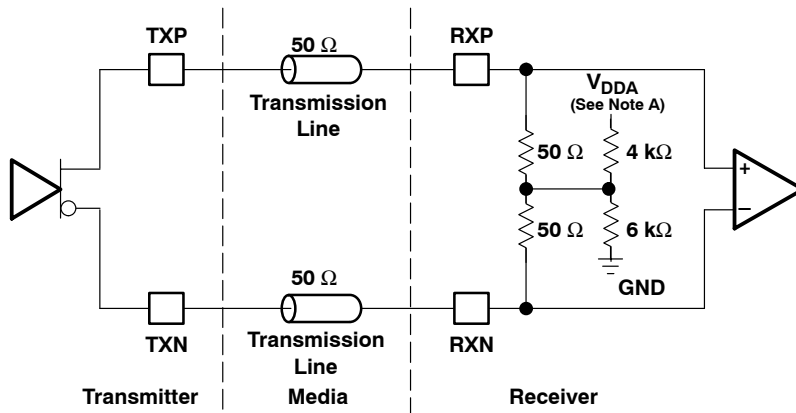 TXP
50 Ω
Transmission
Line
RXP
VDDA
(See Note A)
50 Ω
4 kΩ
+
−
50 Ω
6 kΩ
GND
50 Ω
TXN
Transmission
Line
RXN
Transmitter
Media
Receiver